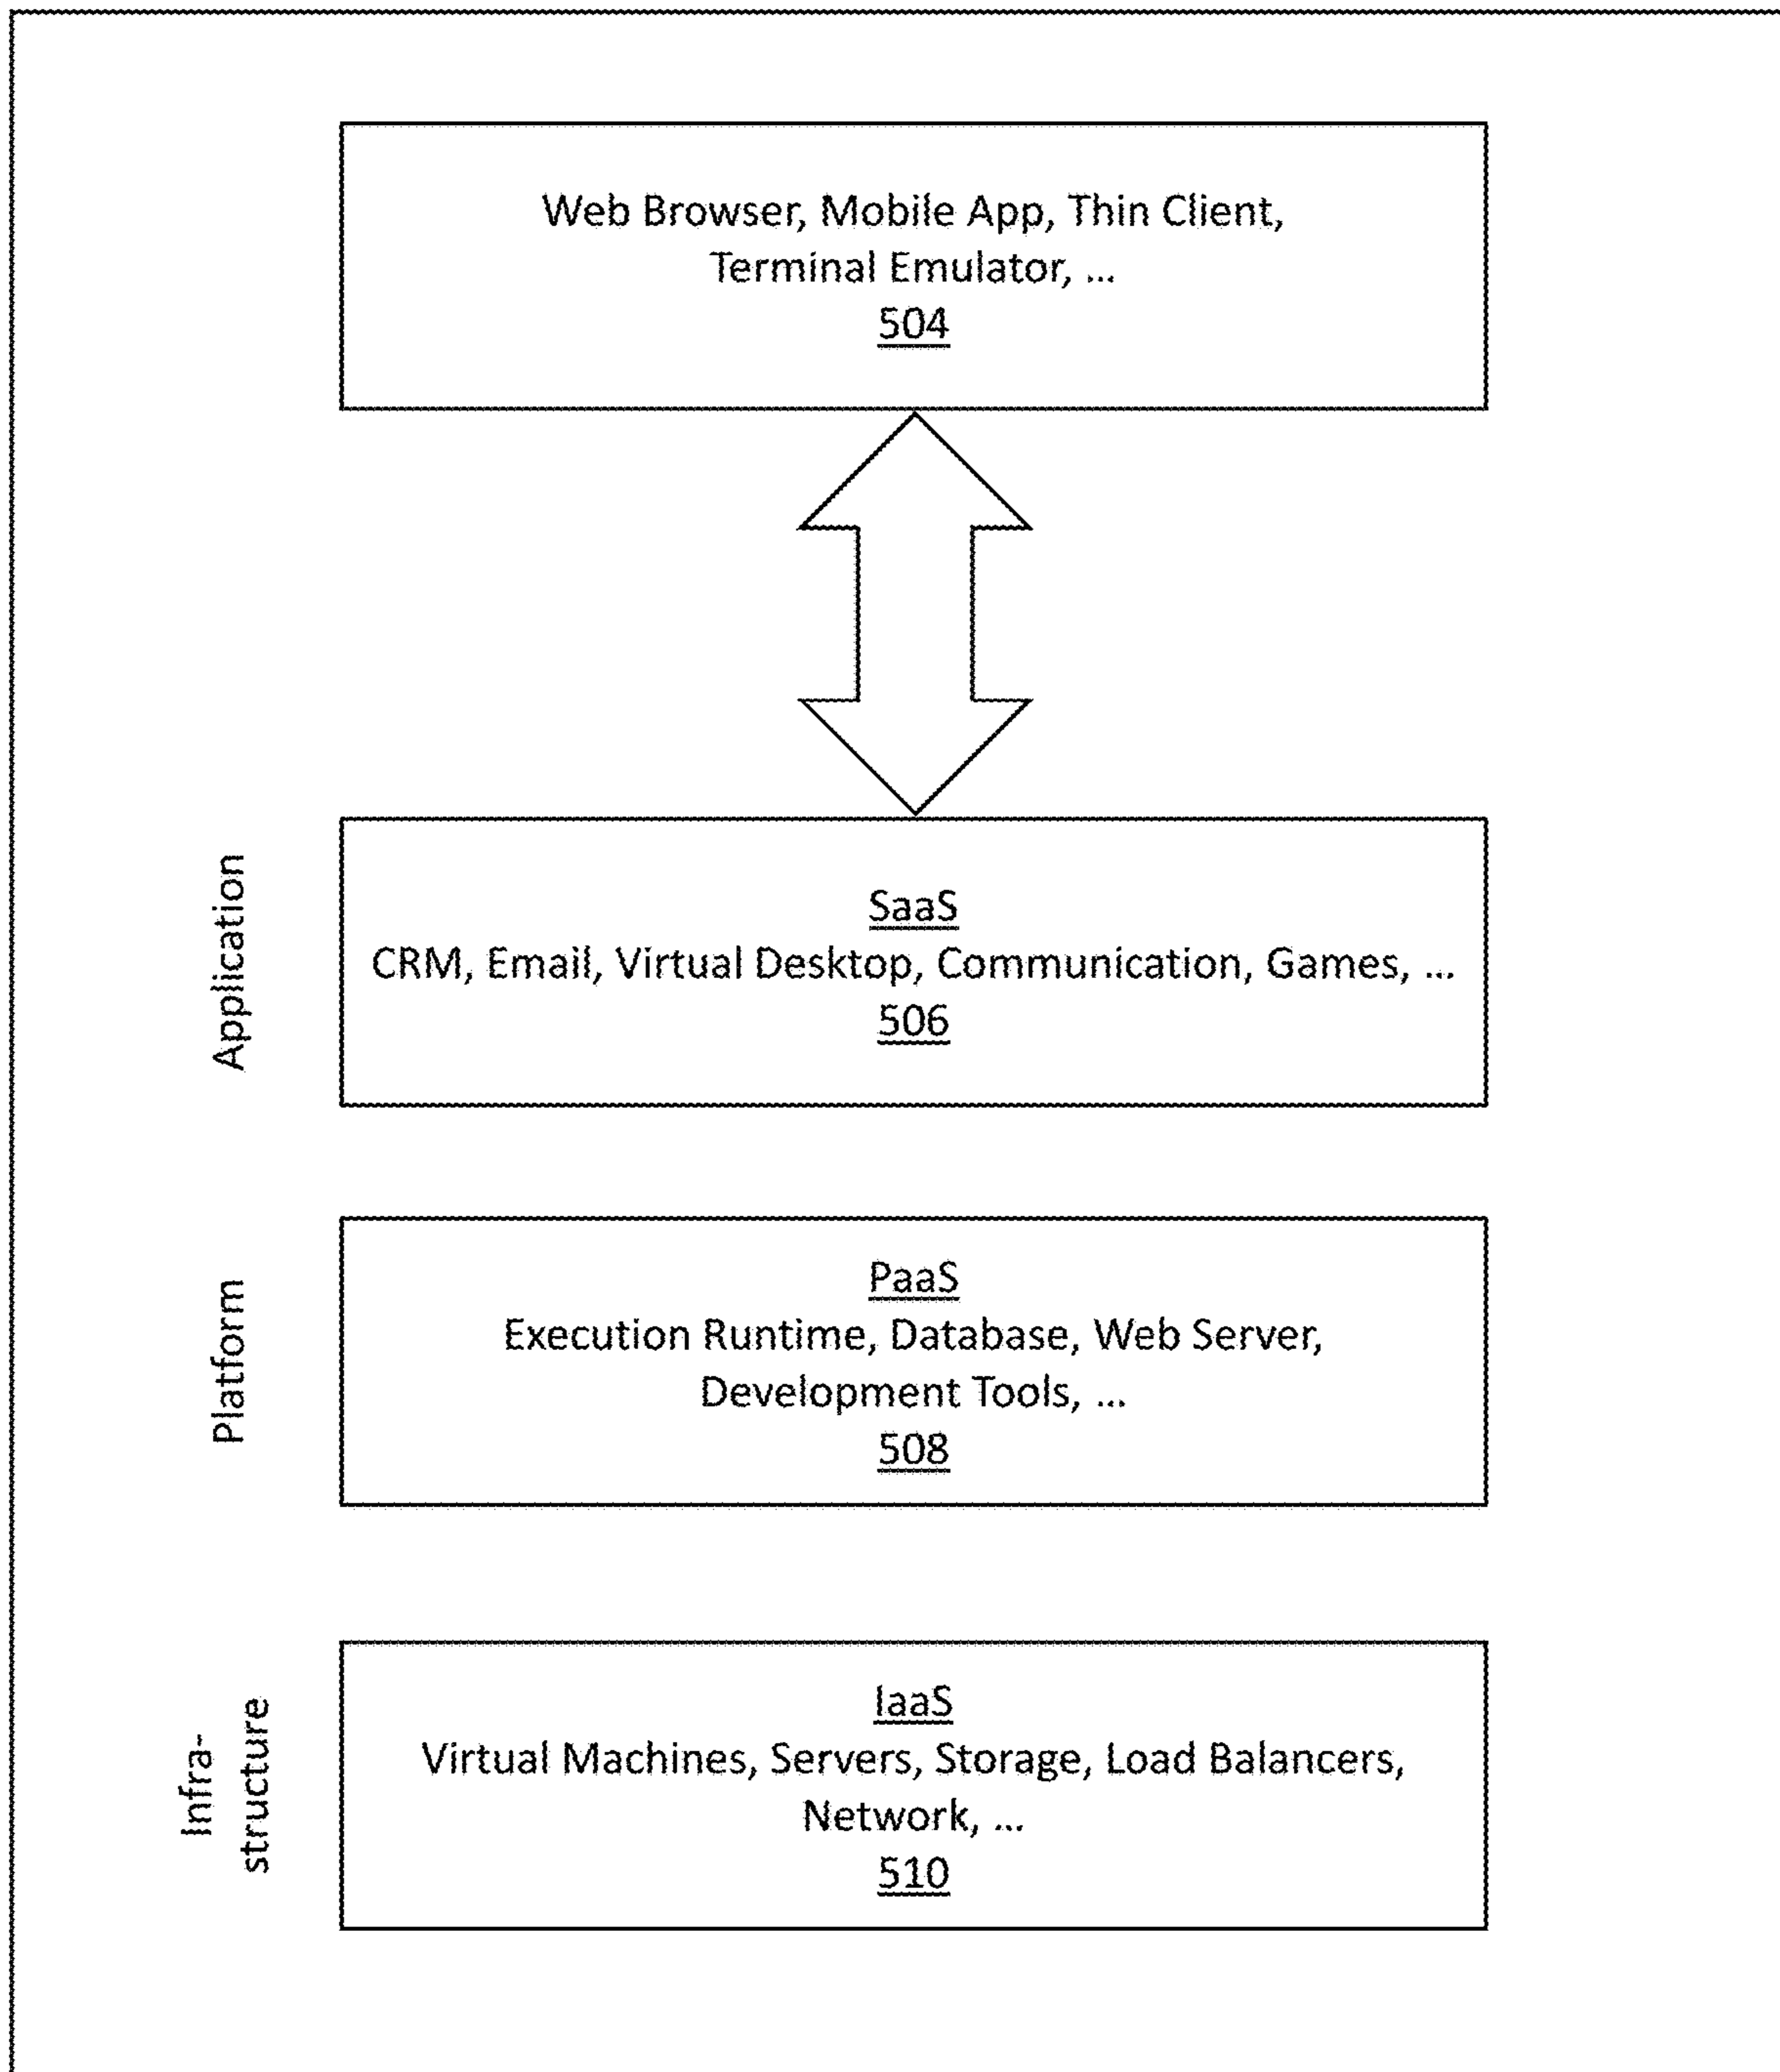 Web Browser, Mobile App, Thin Client,
Terminal Emulator, ...
504
Application
SaaS
CRM, Email, Virtual Desktop, Communication, Games, ...
506
Platform
PaaS
Execution Runtime, Database, Web Server,
Development Tools, ...
508
Infra-
structure
IaaS
Virtual Machines, Servers, Storage, Load Balancers,
Network, ...
510